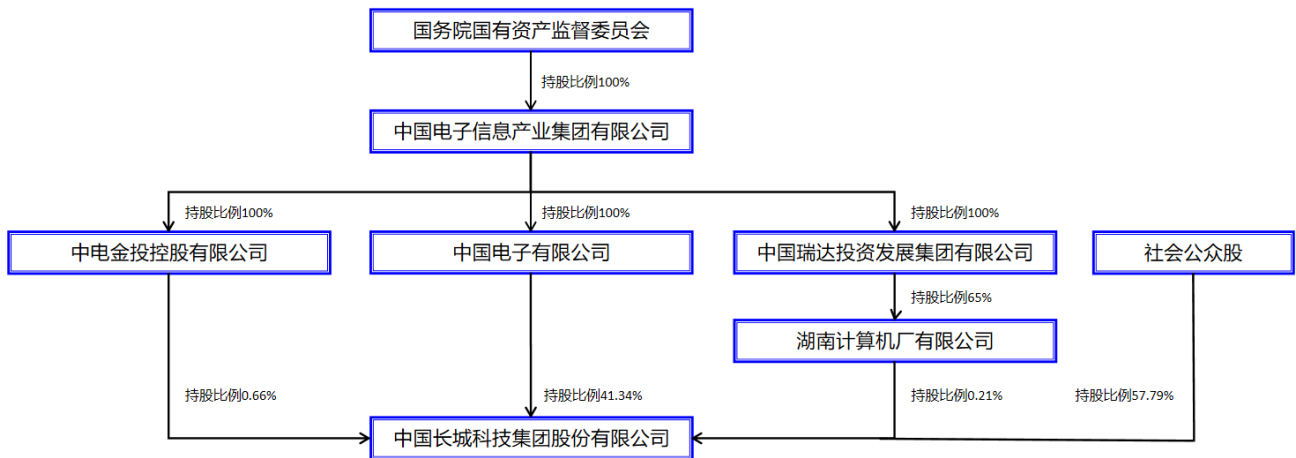 国务院国有资产监督委员会
持股比例100%
中国电子信息产业集团有限公司
持股比例100%
持股比例100%
持股比例100%
中电金投控股有限公司
中国电子有限公司
中国瑞达投资发展集团有限公司
社会公众股
持股比例65%
湖南计算机厂有限公司
持股比例0.66%
持股比例41.34%
持股比例0.21%
持股比例57.79%
中国长城科技集团股份有限公司